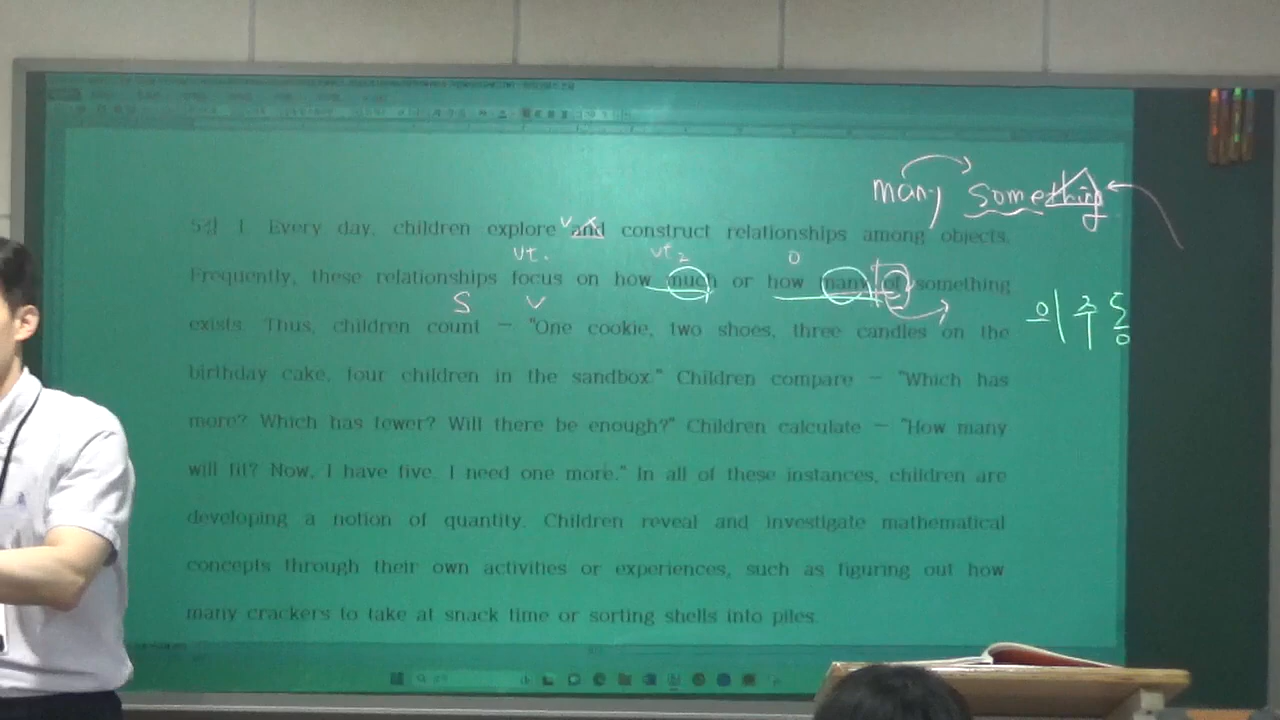 many something
5강 1. Every day, children explore and construct relationships among objects.
V
vt. vt2 o
Frequently, these relationships focus on how much or how many of something
S V
exists. Thus, children count - "One cookie, two shoes, three candles on the
의주동
birthday cake, four children in the sandbox." Children compare - "Which has
more? Which has fewer? Will there be enough?" Children calculate - "How many
will fit? Now, I have five. I need one more." In all of these instances, children are
developing a notion of quantity. Children reveal and investigate mathematical
concepts through their own activities or experiences, such as figuring out how
many crackers to take at snack time or sorting shells into piles.